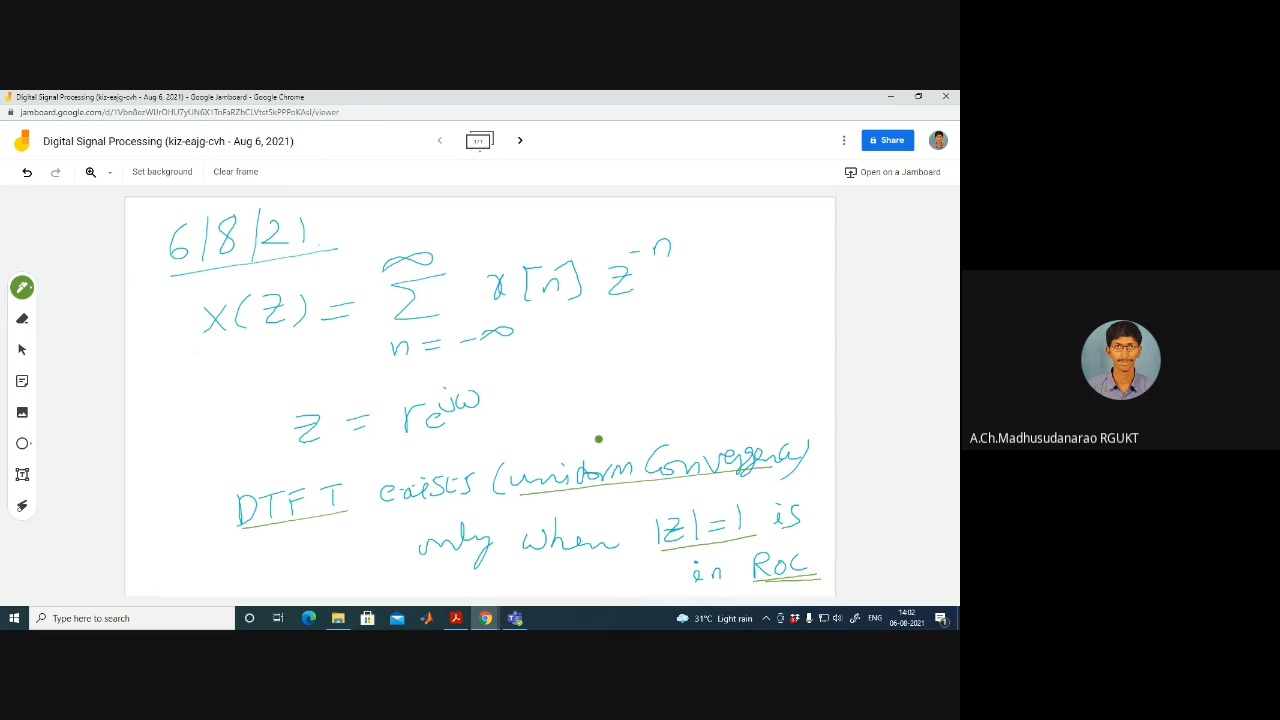 Digital Signal Processing (kiz-eajg-cvh - Aug 6, 2021) - Google Jamboard - Google Chrome
Digital Signal Processing (kiz-eajg-cvh - Aug 6, 2021)
1/1
Share
Set background
Clear frame
Open on a Jamboard
6/8/21
X(Z) = ∑ x[n] z^-n
∞
n = -∞
z = re^jω
DTFT exists (uniform Convergency)
only when |z|=1 is
in ROC
A.Ch.Madhusudanarao RGUKT
Type here to search
31°C Light rain
ENG
14:02
06-08-2021